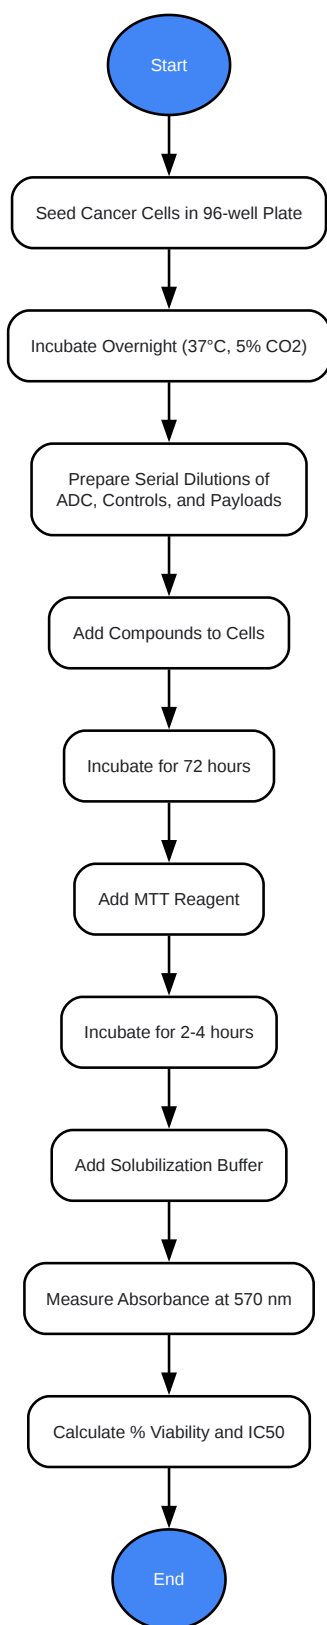 Start
Seed Cancer Cells in 96-well Plate
Incubate Overnight (37°C, 5% CO2)
Prepare Serial Dilutions of
ADC, Controls, and Payloads
Add Compounds to Cells
Incubate for 72 hours
Add MTT Reagent
Incubate for 2-4 hours
Add Solubilization Buffer
Measure Absorbance at 570 nm
Calculate % Viability and IC50
End